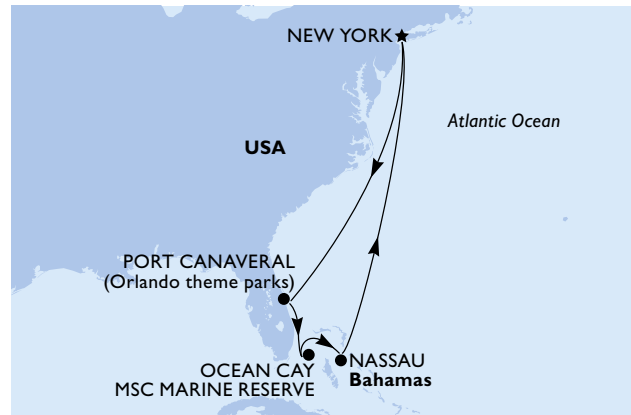 NEW YORK
Atlantic Ocean
USA
PORT CANAVERAL
(Orlando theme parks)
OCEAN CAY
MSC MARINE RESERVE
NASSAU
Bahamas